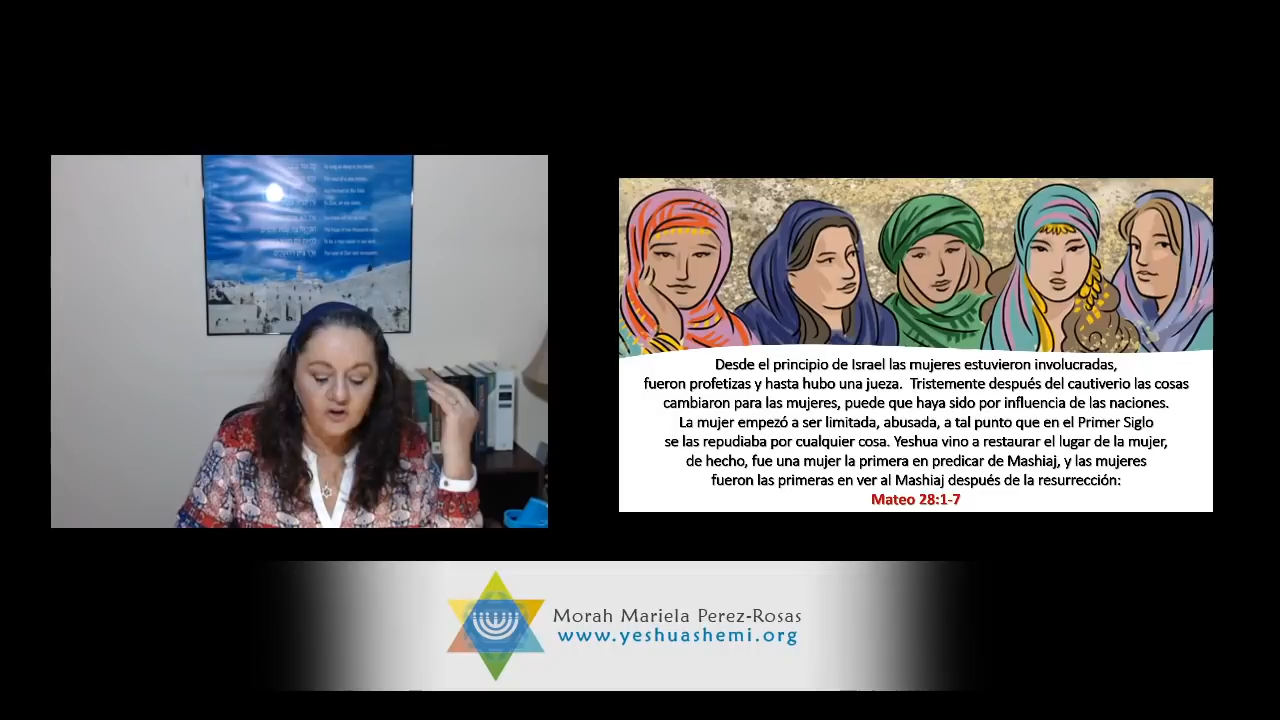 Desde el principio de Israel las mujeres estuvieron involucradas,
fueron profetizas y hasta hubo una jueza. Tristemente después del cautiverio las cosas
cambiaron para las mujeres, puede que haya sido por influencia de las naciones.
La mujer empezó a ser limitada, abusada, a tal punto que en el Primer Siglo
se las repudiaba por cualquier cosa. Yeshua vino a restaurar el lugar de la mujer,
de hecho, fue una mujer la primera en predicar de Mashiaj, y las mujeres
fueron las primeras en ver al Mashiaj después de la resurrección:
Mateo 28:1-7
Morah Mariela Perez-Rosas
www.yeshuashemi.org